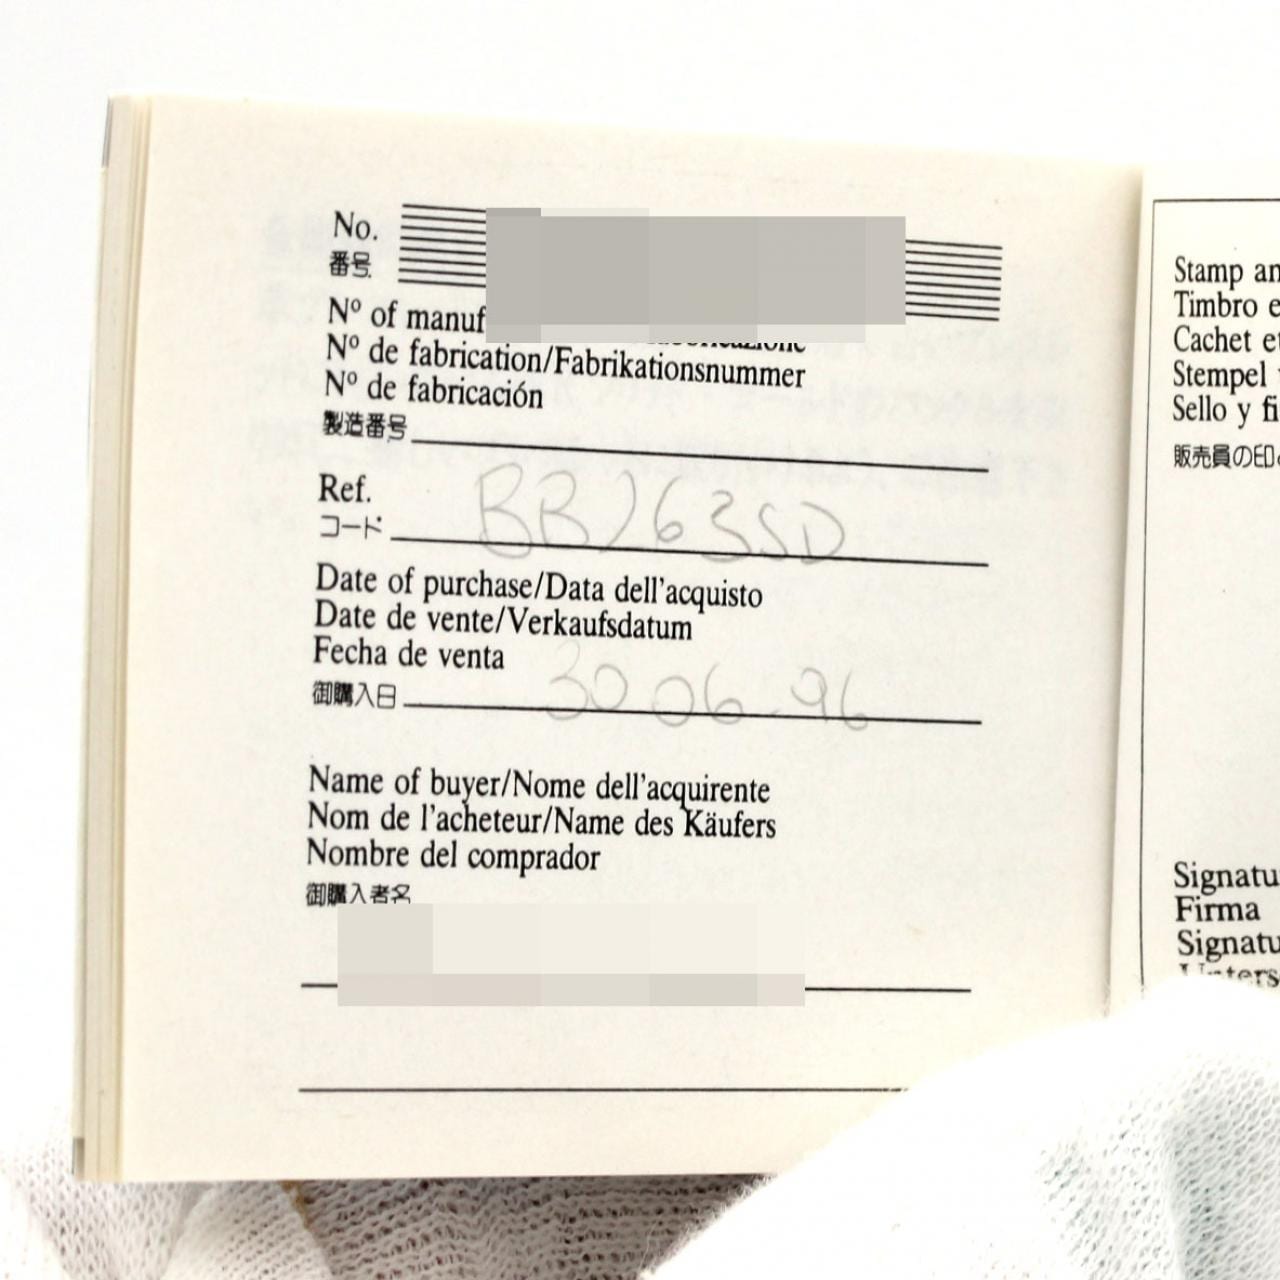 No.
番号
Nº of manuf
Nº de fabrication/Fabrikationsnummer
Nº de fabricación
製造番号
Ref. BB263SD
コード
Date of purchase/Data dell'acquisto
Date de vente/Verkaufsdatum
Fecha de venta
御購入日 30 06 - 96
Name of buyer/Nome dell'acquirente
Nom de l'acheteur/Name des Käufers
Nombre del comprador
御購入者名
Stamp an
Timbro e
Cachet et
Stempel
Sello y fi
販売員の印
Signatu
Firma
Signatu